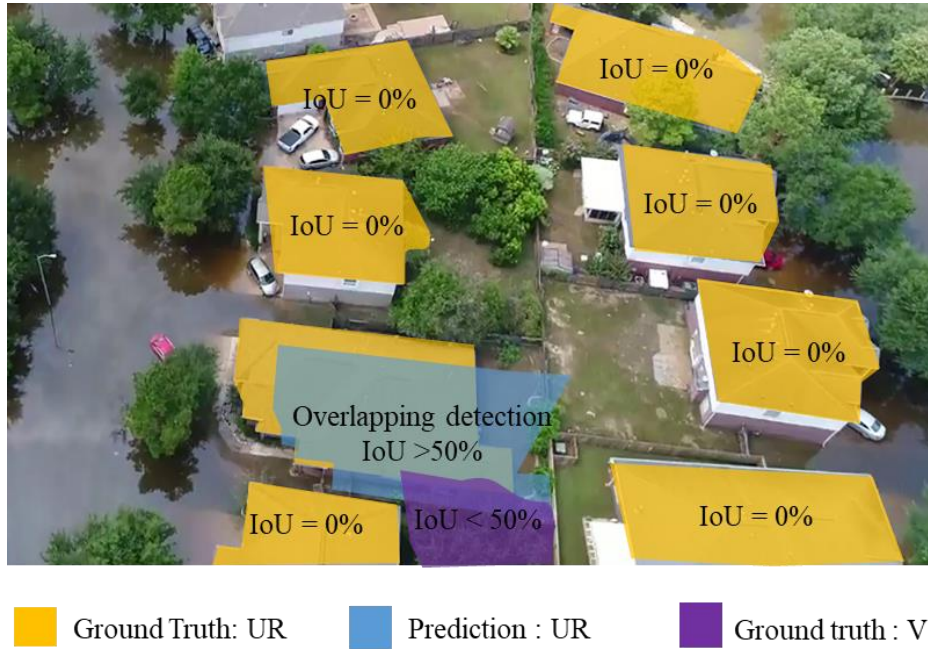 IoU = 0%
IoU = 0%
IoU = 0%
IoU = 0%
IoU = 0%
Overlapping detection
IoU >50%
IoU = 0%
IoU < 50%
IoU = 0%
Ground Truth: UR
Prediction : UR
Ground truth : V